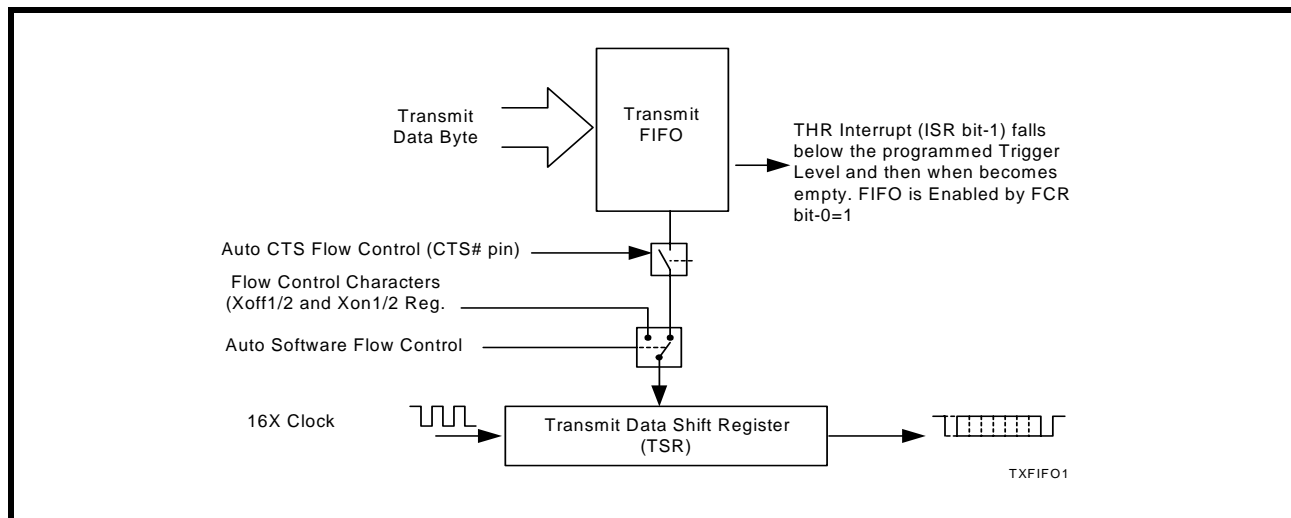 Transmit
Data Byte
Transmit
FIFO
THR Interrupt (ISR bit-1) falls
below the programmed Trigger
Level and then when becomes
empty. FIFO is Enabled by FCR
bit-0=1
Auto CTS Flow Control (CTS# pin)
Flow Control Characters
(Xoff1/2 and Xon1/2 Reg.
Auto Software Flow Control
16X Clock
Transmit Data Shift Register
(TSR)
TXFIFO1